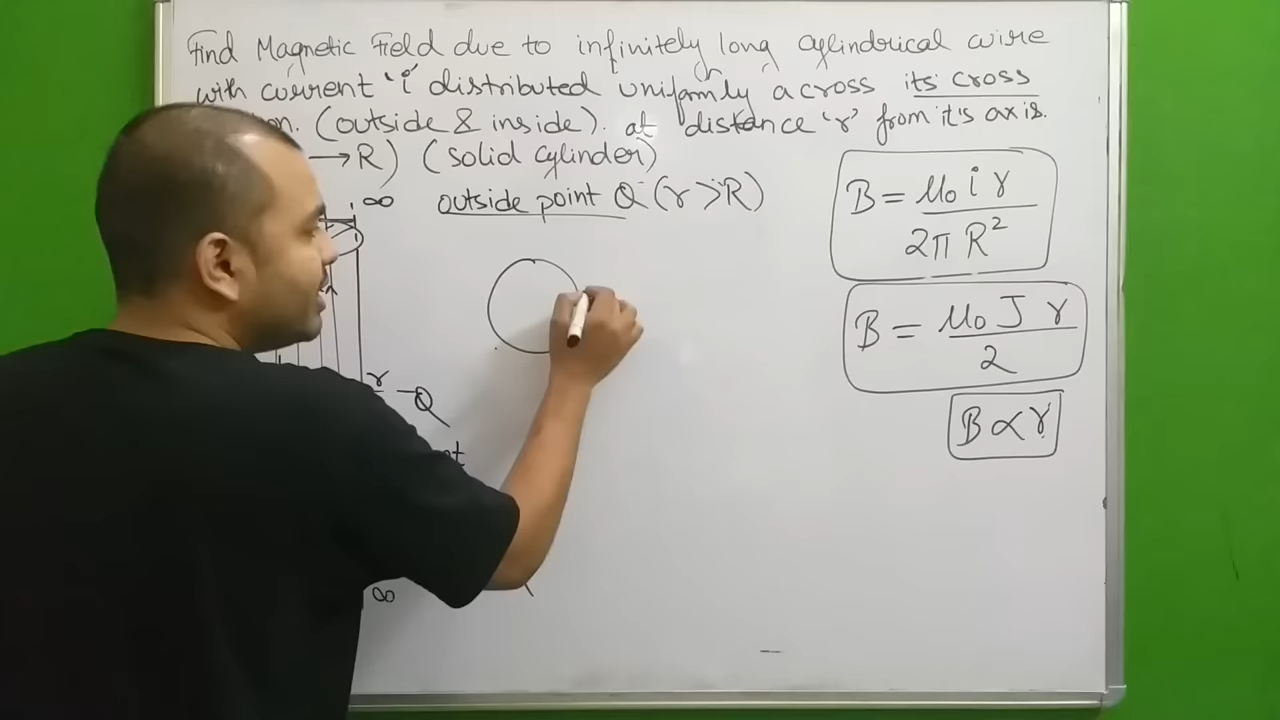 Find Magnetic Field due to infinitely long cylindrical wire
with current 'i' distributed uniformly across its cross
(outside & inside). at distance 'r' from it's axis.
→ R) (solid cylinder)
∞ outside point Q (r > R)
B = μ₀ i r / 2π R²
B = μ₀ J r / 2
B ∝ r
r Q
∞